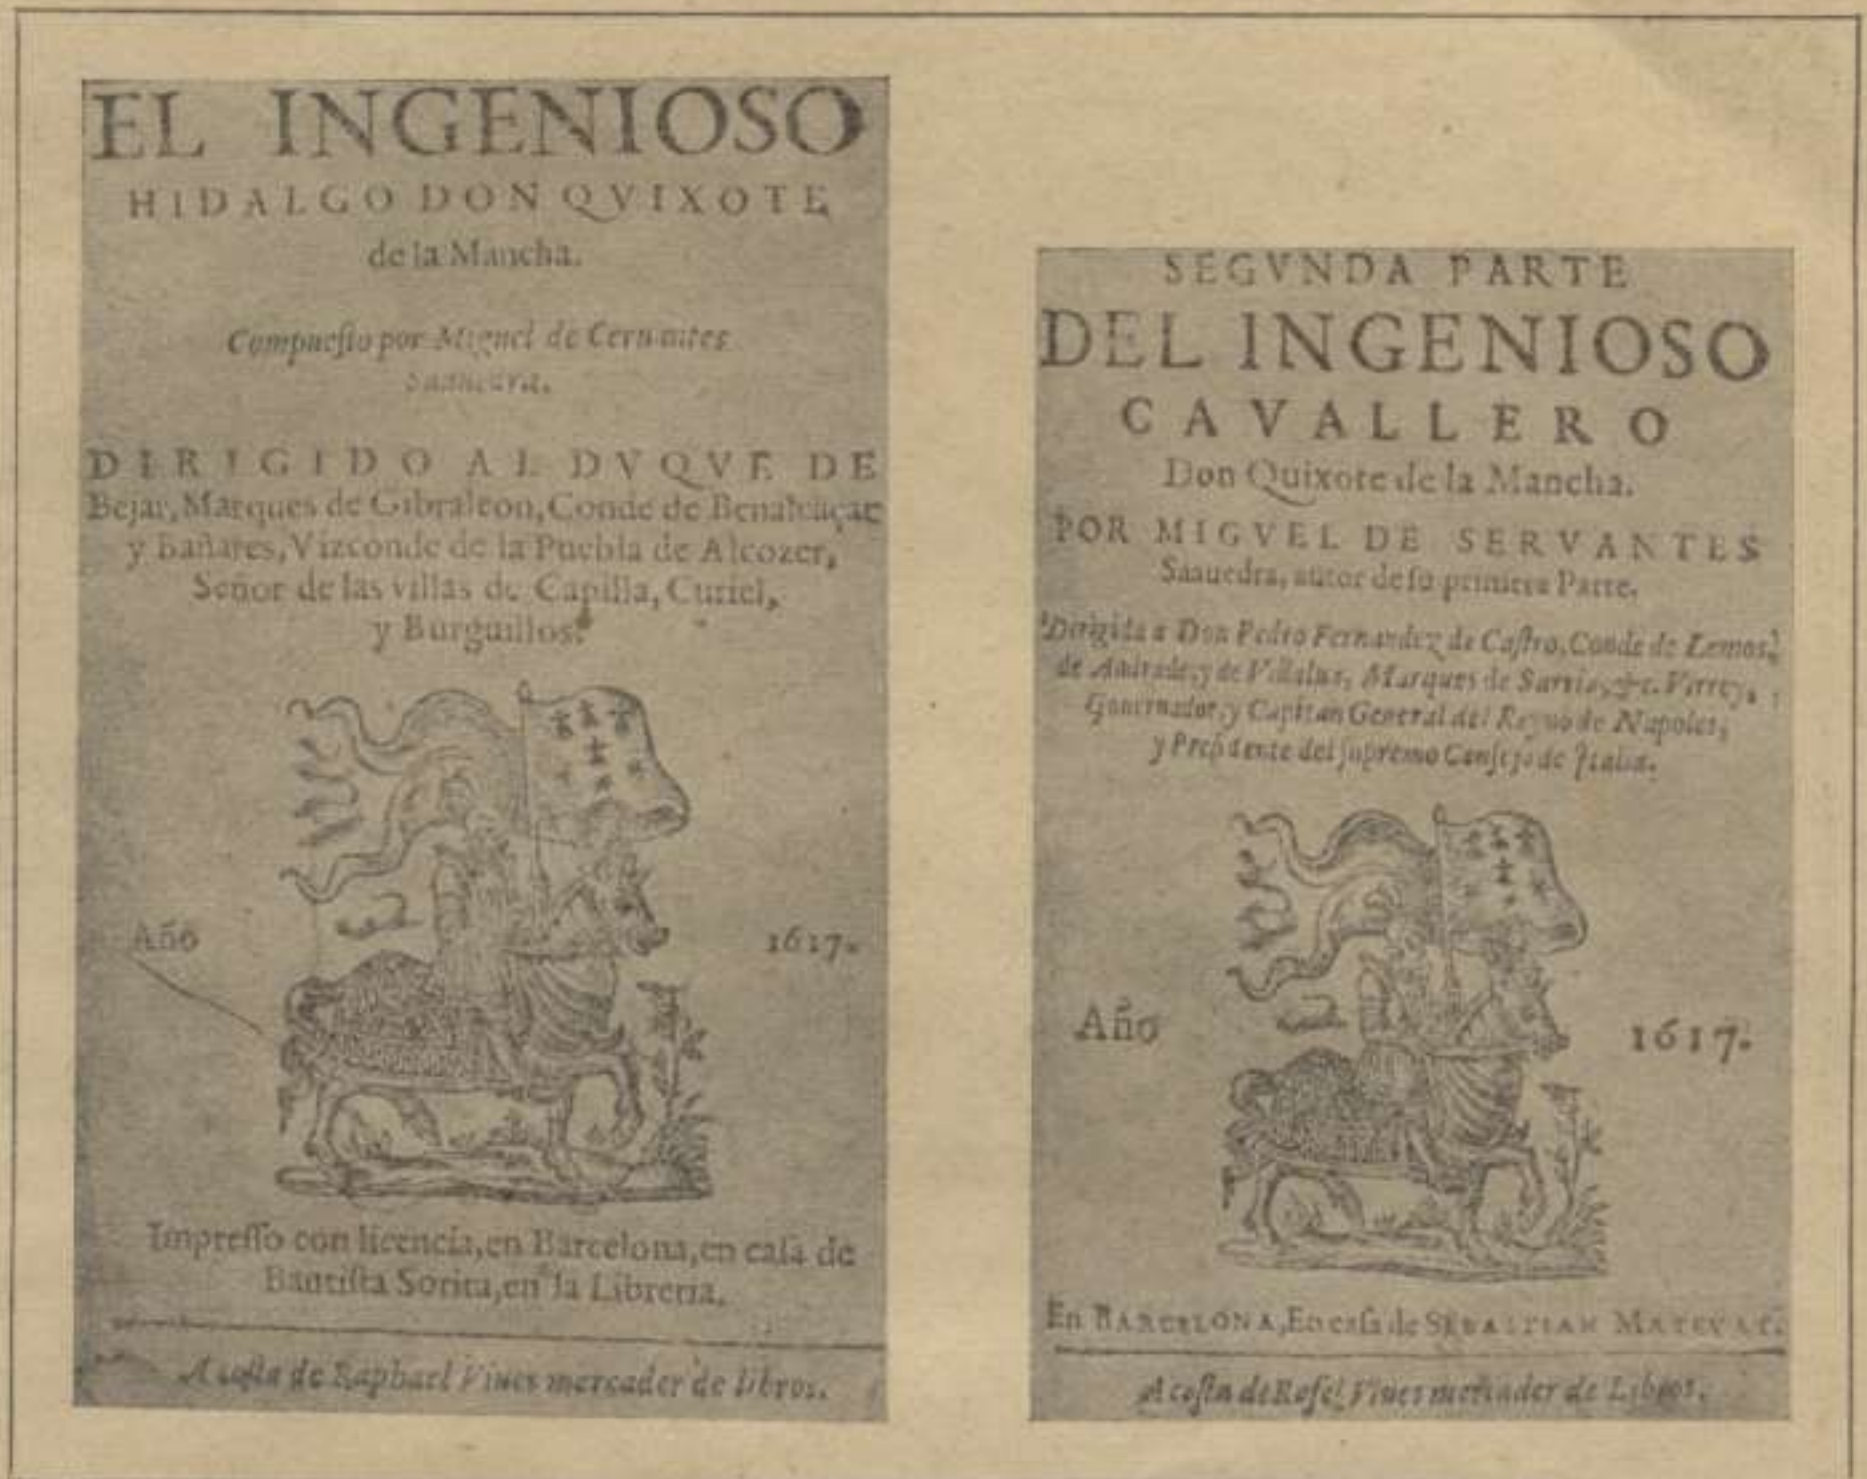 EL INGENIOSO
HIDALGO DON QVIXOTE
de la Mancha.
Compuesto por Miguel de Ceruantes
Saauedra.
DIRIGIDO AL DVQVE DE
Bejar, Marques de Gibraleon, Conde de Benalcaçar
y Bañares, Vizconde de la Puebla de Alcozer,
Señor de las villas de Capilla, Curiel,
y Burguillos.
Año 1617.
Impresso con licencia, en Barcelona, en casa de
Bautista Sorita, en la Libreria.
A costa de Raphael Viues mercader de libros.
SEGVNDA PARTE
DEL INGENIOSO
CAVALLERO
Don Quixote de la Mancha.
POR MIGVEL DE SERVANTES
Saauedra, autor de su primera Parte.
Dirigida a Don Pedro Fernandez de Castro, Conde de Lemos,
de Andrade, y de Villalua, Marques de Sarria, &c. Virrey,
Gouernador, y Capitan General del Reyno de Napoles,
y Presidente del supremo Consejo de Italia.
Año 1617.
En BARCELONA, En casa de SEBASTIAN MATEVAT.
A costa de Rafel Viues mercader de Libros.